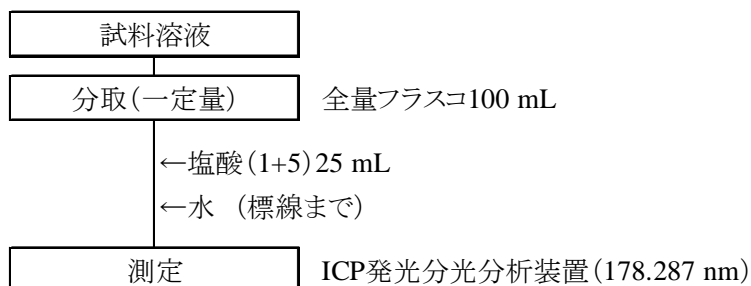 試料溶液
分取(一定量) 全量フラスコ100 mL
←塩酸(1+5)25 mL
←水 (標線まで)
測定 ICP発光分光分析装置(178.287 nm)